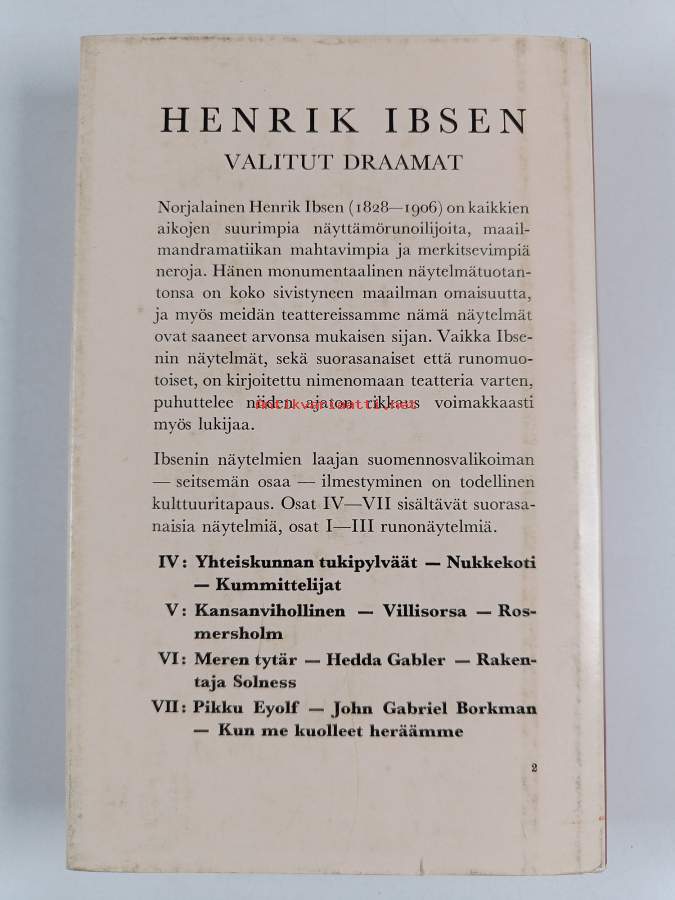 HENRIK IBSEN
VALITUT DRAAMAT
Norjalainen Henrik Ibsen (1828—1906) on kaikkien
aikojen suurimpia näyttämörunoilijoita, maail-
mandramatiikan mahtavimpia ja merkitsevimpiä
neroja. Hänen monumentaalinen näytelmätuotan-
tonsa on koko sivistyneen maailman omaisuutta,
ja myös meidän teattereissamme nämä näytelmät
ovat saaneet arvonsa mukaisen sijan. Vaikka Ibse-
nin näytelmät, sekä suorasanaiset että runomuo-
toiset, on kirjoitettu nimenomaan teatteria varten,
puhuttelee niiden ajaton rikkaus voimakkaasti
Antikvariaatti.net
myös lukijaa.
Ibsenin näytelmien laajan suomennosvalikoiman
— seitsemän osaa — ilmestyminen on todellinen
kulttuuritapaus. Osat IV—VII sisältävät suorasa-
naisia näytelmiä, osat I—III runonäytelmiä.
IV: Yhteiskunnan tukipylväät — Nukkekoti
— Kummittelijat
V: Kansanvihollinen — Villisorsa — Ros-
mersholm
VI: Meren tytär — Hedda Gabler — Raken-
taja Solness
VII: Pikku Eyolf — John Gabriel Borkman
— Kun me kuolleet heräämme
2